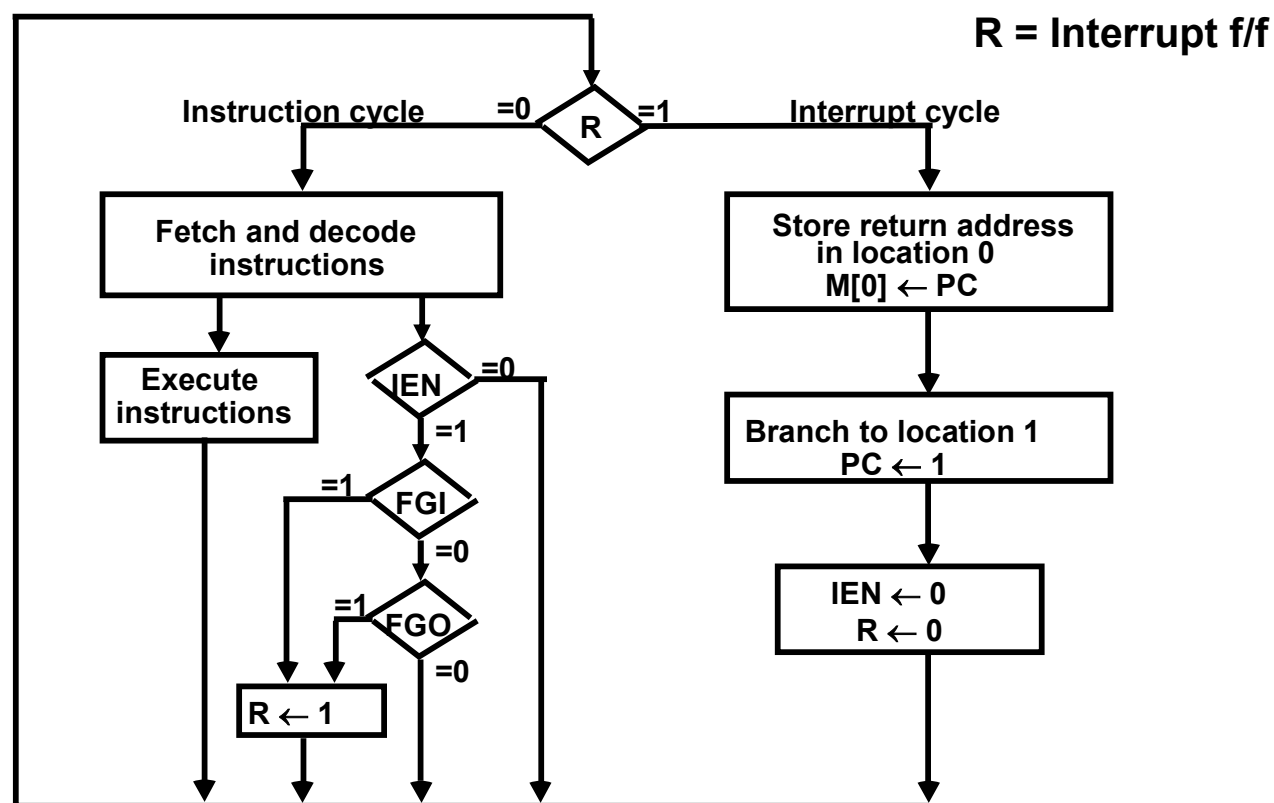 R = Interrupt f/f
Instruction cycle
=0
R
=1
Interrupt cycle
Fetch and decode
instructions
Execute
instructions
IEN
=0
=1
FGI
=1
=0
FGO
=1
=0
R ← 1
Store return address
in location 0
M[0] ← PC
Branch to location 1
PC ← 1
IEN ← 0
R ← 0